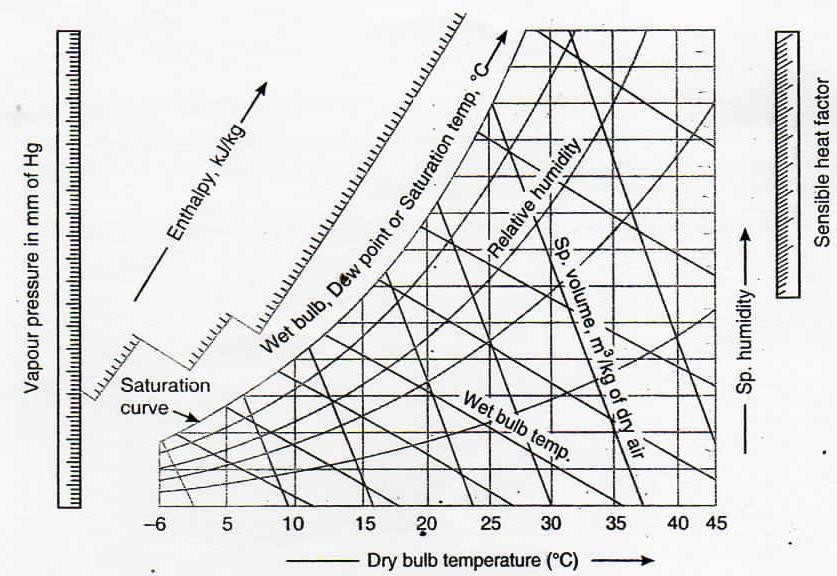 Vapour pressure in mm of Hg
Enthalpy, kJ/kg
Wet bulb, Dew point or Saturation temp, °C
Saturation
curve
Relative humidity
Sp. volume, m³/kg of dry air
Wet bulb temp.
Sp. humidity
Sensible heat factor
-6 5 10 15 20 25 30 35 40 45
Dry bulb temperature (°C)